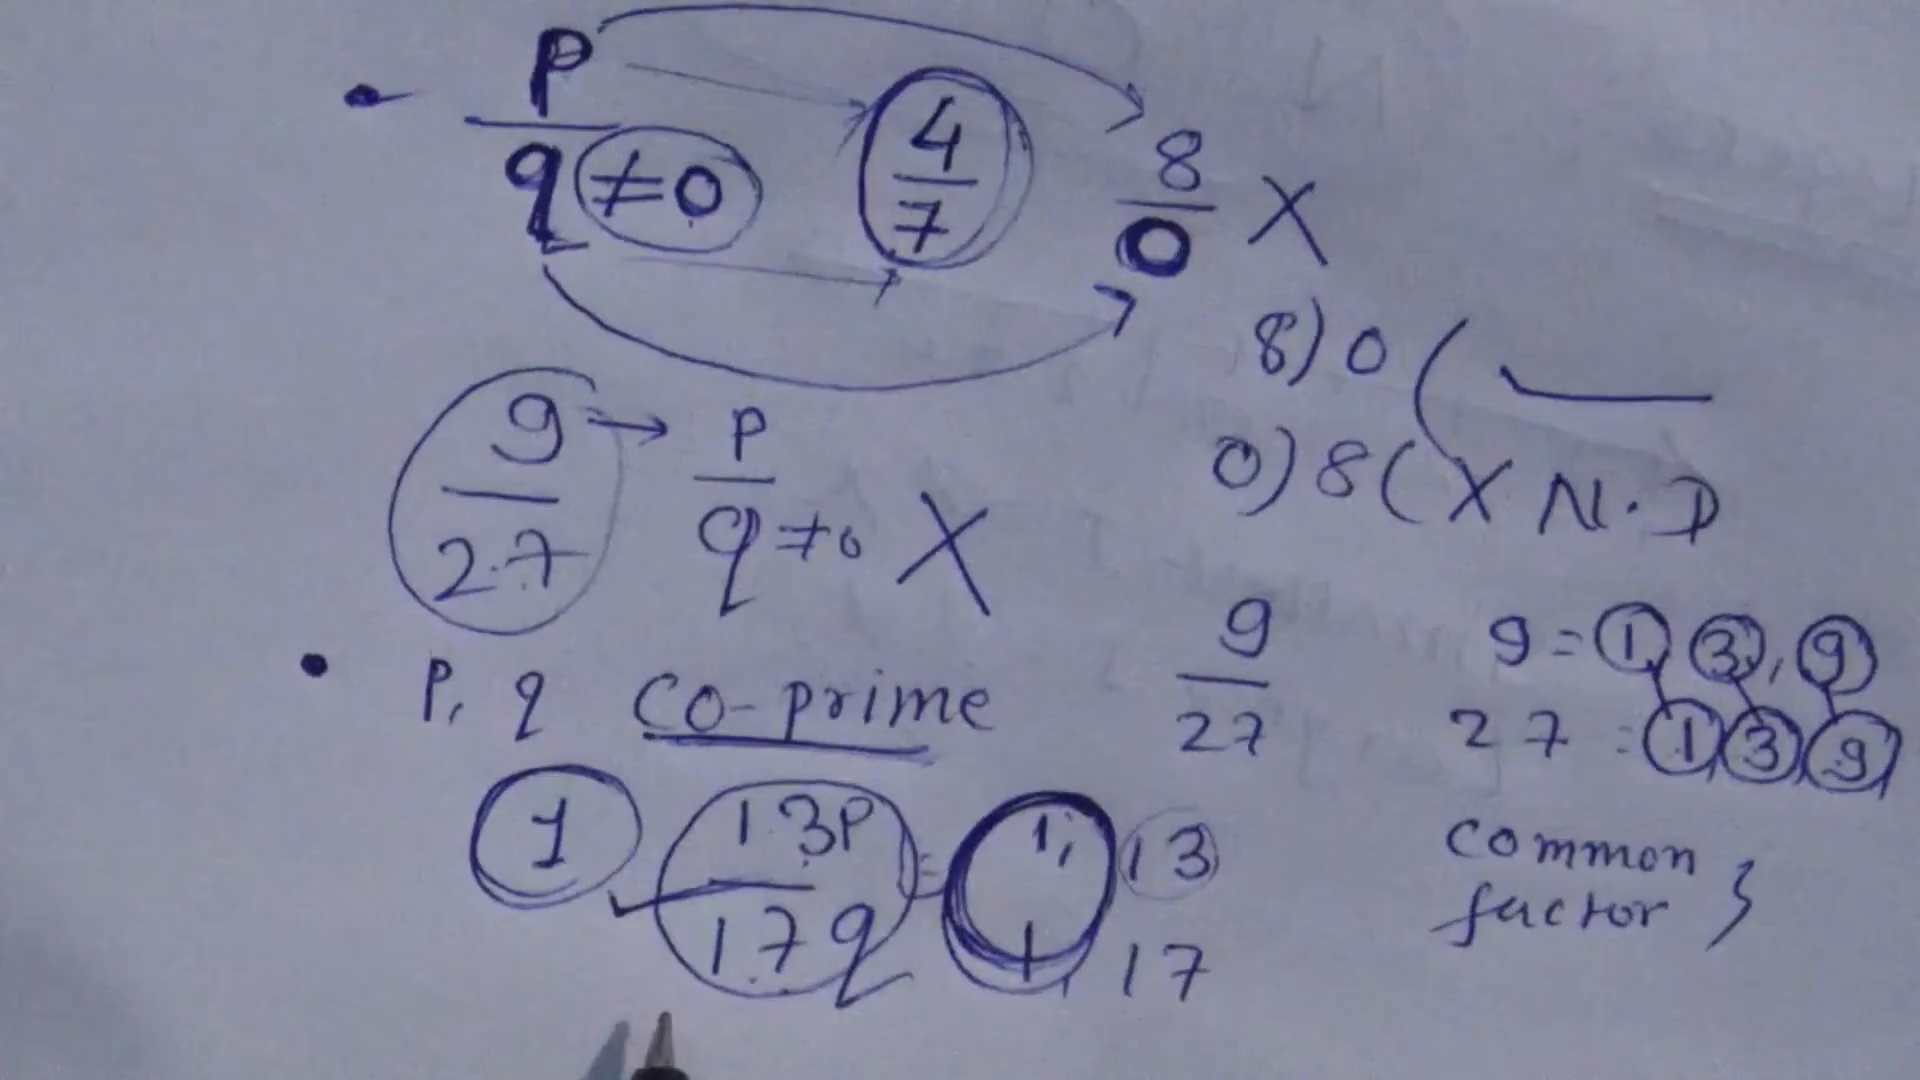 P/q ≠0
4/7
8/0 X
8) 0 (
0) 8 ( X N.D
9/27 → P/q ≠0 X
P, q Co-prime
9/27
9 = 1 3, 9
27 = 1 3 9
common
factor }
1
13P/17q = 1, 13
1, 17